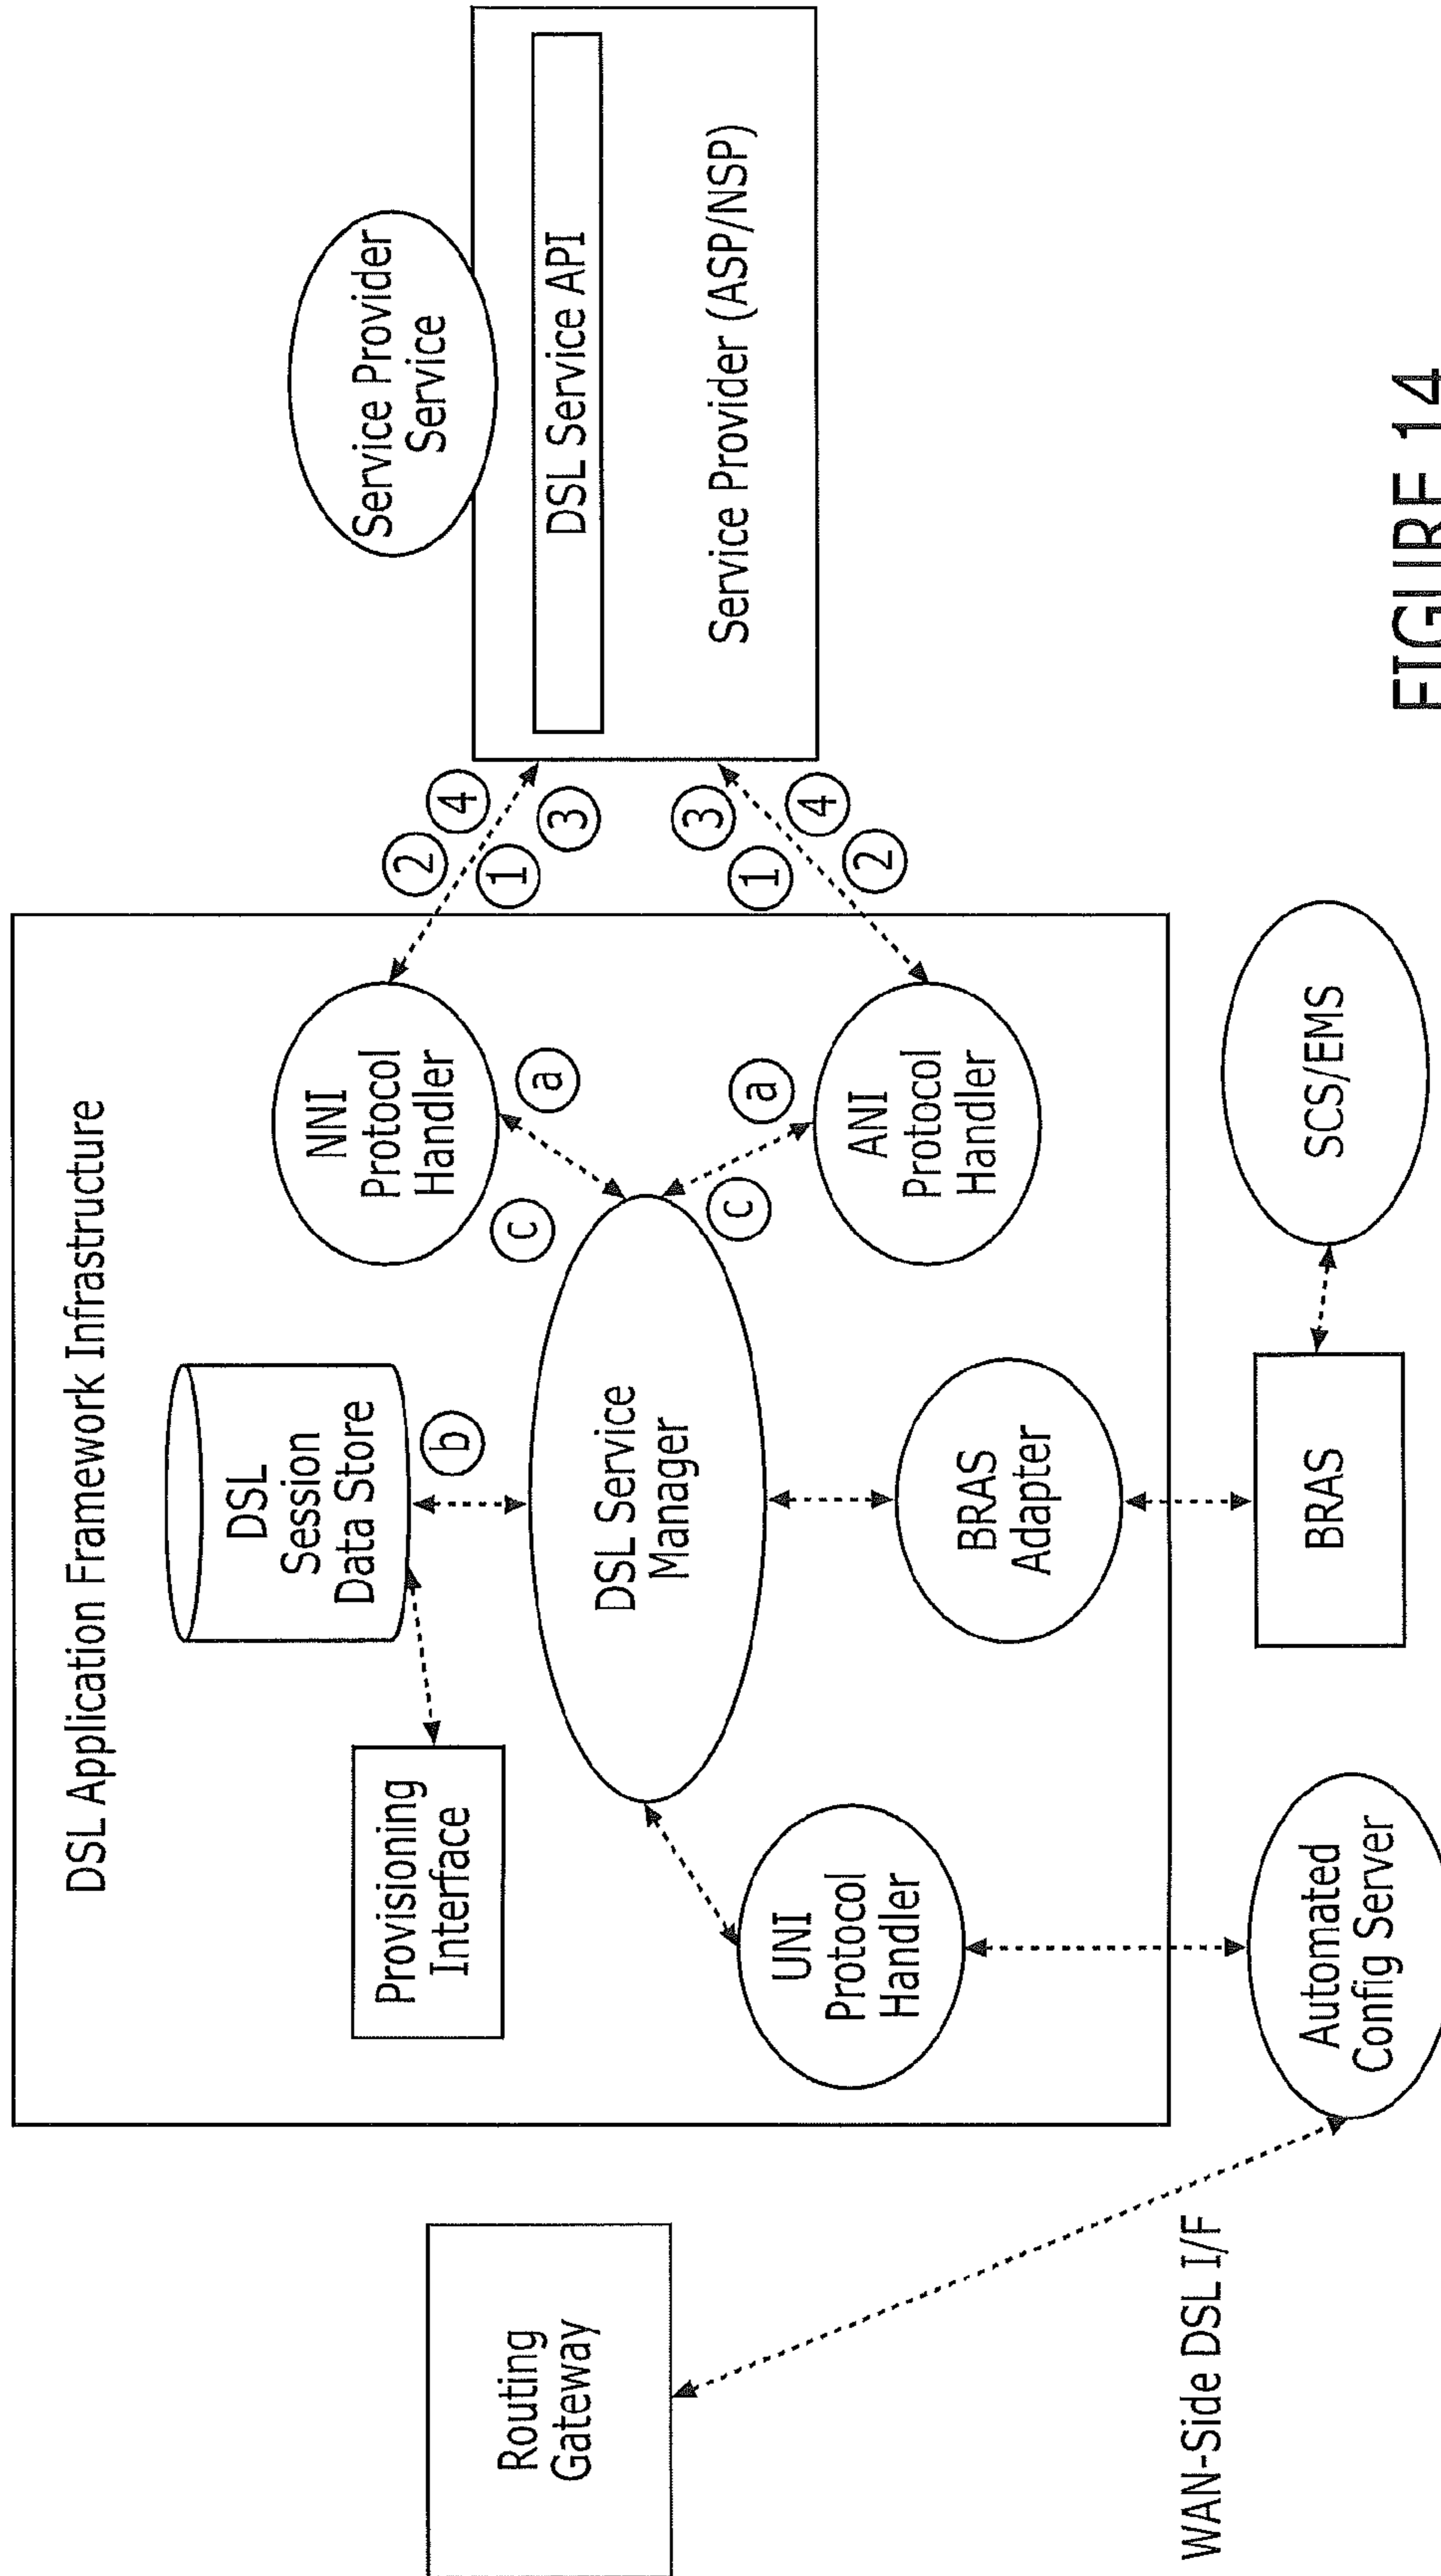 DSL Application Framework Infrastructure
Routing
Gateway
Provisioning
Interface
DSL
Session
Data Store
b
DSL Service
Manager
UNI
Protocol
Handler
BRAS
Adapter
NNI
Protocol
Handler
c
a
c
a
ANI
Protocol
Handler
2
4
1
3
1
3
2
4
Service Provider
Service
DSL Service API
Service Provider (ASP/NSP)
WAN-Side DSL I/F
Automated
Config Server
BRAS
SCS/EMS
FIGURE 14